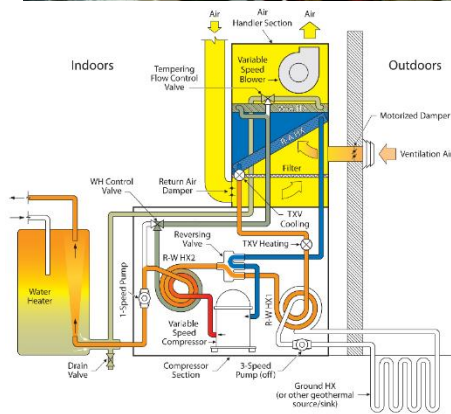 Air
Air
Handler Section
Air
Indoors
Outdoors
Tempering
Flow Control
Valve
Variable
Speed
Blower
Motorized Damper
R-A HX
Ventilation Air
Filter
Return Air
Damper
TXV
Cooling
WH Control
Valve
Reversing
Valve
TXV Heating
R-W HX2
R-W HX1
1-Speed Pump
Water
Heater
Variable
Speed
Compressor
Drain
Valve
Compressor
Section
3-Speed
Pump (off)
Ground HX
(or other geothermal
source/sink)